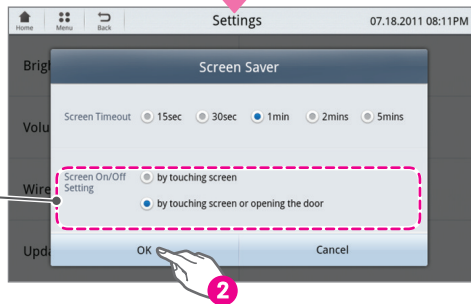 Home Menu Back Settings 07.18.2011 08:11PM
Brig
Screen Saver
Screen Timeout 15sec 30sec 1min 2mins 5mins
Volu
Screen On/Off Setting
by touching screen
by touching screen or opening the door
Wire
Upda
OK Cancel
2